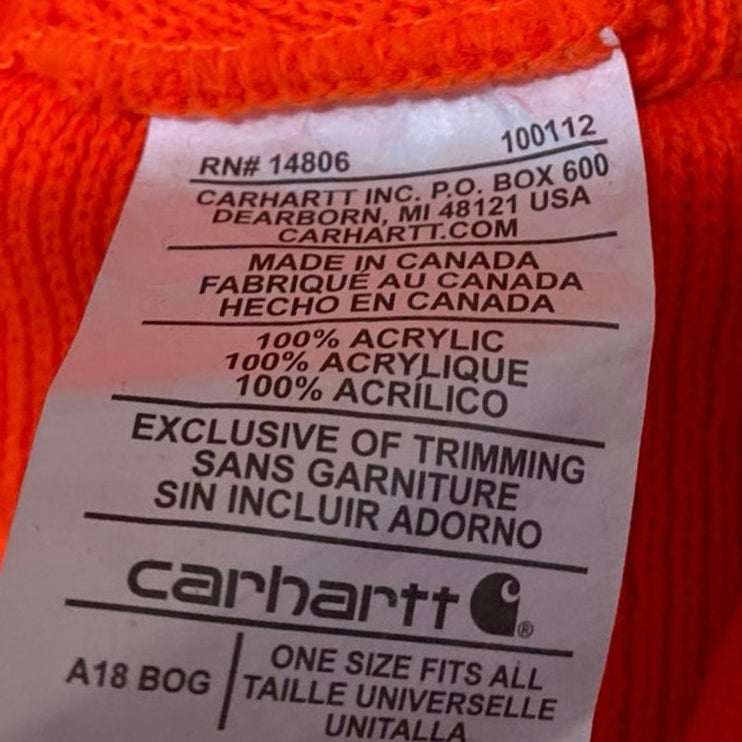 RN# 14806 100112
CARHARTT INC. P.O. BOX 600
DEARBORN, MI 48121 USA
CARHARTT.COM
MADE IN CANADA
FABRIQUÉ AU CANADA
HECHO EN CANADA
100% ACRYLIC
100% ACRYLIQUE
100% ACRÍLICO
EXCLUSIVE OF TRIMMING
SANS GARNITURE
SIN INCLUIR ADORNO
carhartt ®
A18 BOG
ONE SIZE FITS ALL
TAILLE UNIVERSELLE
UNITALLA